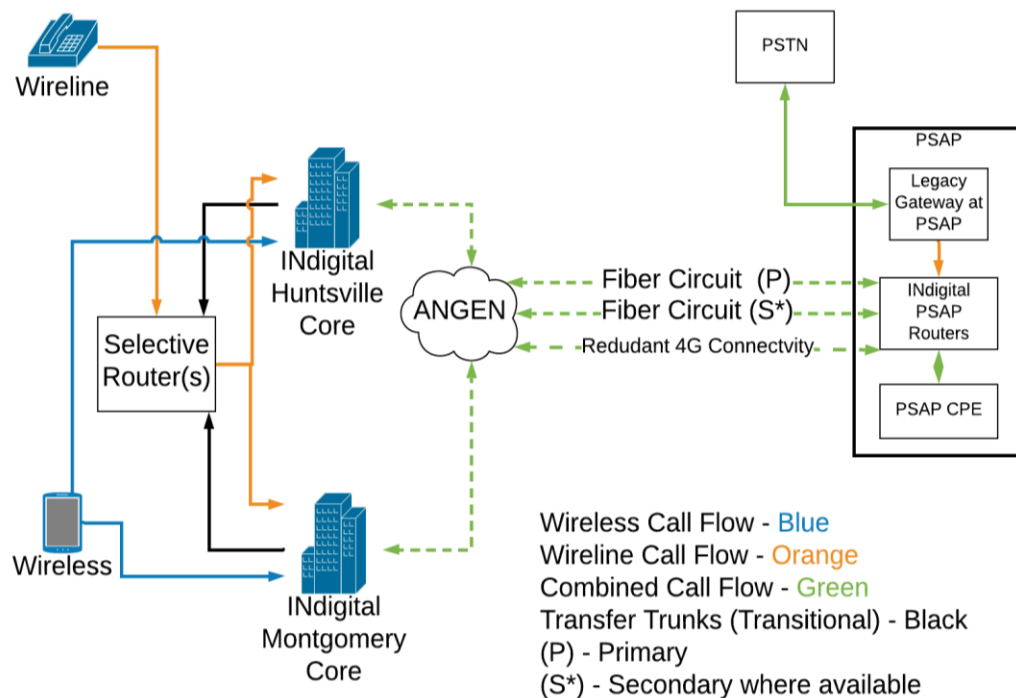 Wireline
PSTN
INdigital
Huntsville
Core
PSAP
Legacy
Gateway at
PSAP
Selective
Router(s)
ANGEN
Fiber Circuit (P)
Fiber Circuit (S*)
Redudant 4G Connectvity
INdigital
PSAP
Routers
PSAP CPE
Wireless
INdigital
Montgomery
Core
Wireless Call Flow - Blue
Wireline Call Flow - Orange
Combined Call Flow - Green
Transfer Trunks (Transitional) - Black
(P) - Primary
(S*) - Secondary where available